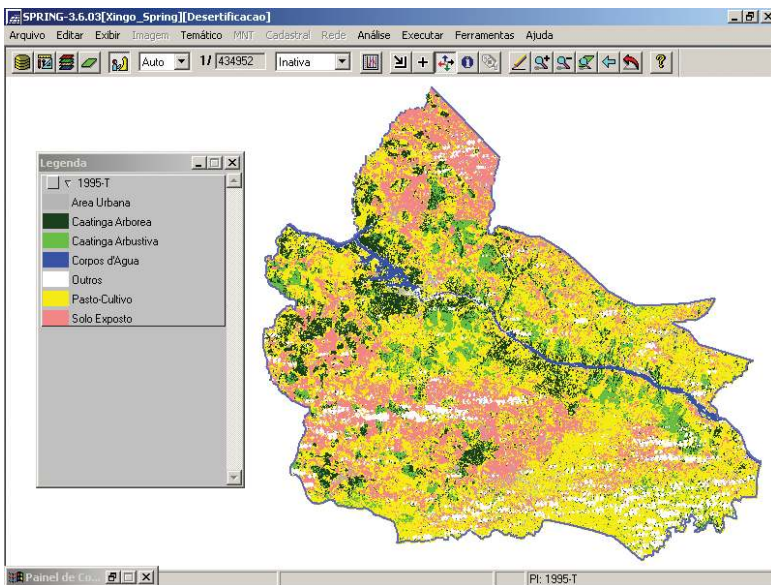 SPRING-3.6.03[Xingo_Spring][Desertificacao]
Arquivo Editar Exibir Imagem Temático MNT Cadastral Rede Análise Executar Ferramentas Ajuda
Auto 1/ 434952 Inativa
Legenda
1995-T
Area Urbana
Caatinga Arborea
Caatinga Arbustiva
Corpos d'Agua
Outros
Pasto-Cultivo
Solo Exposto
Painel de Co...
PI: 1995-T